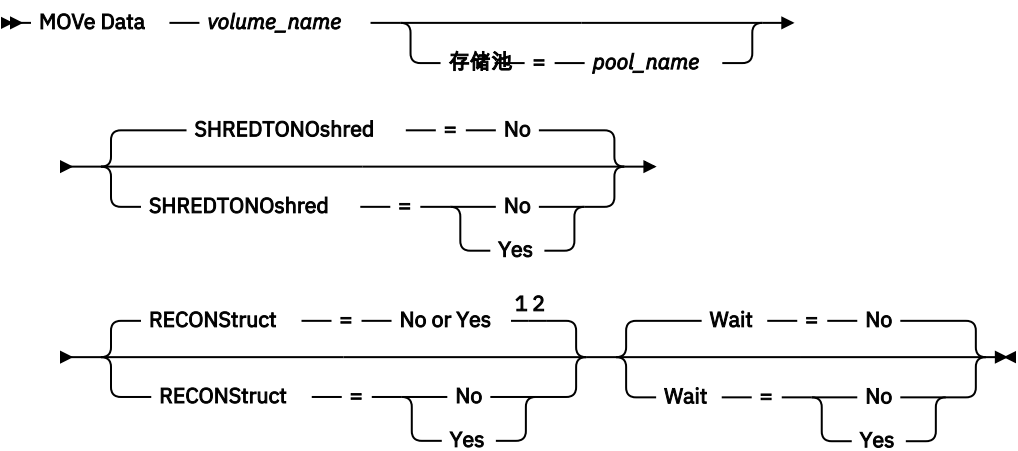 MOVe Data volume_name
存储池 = pool_name
SHREDTONOshred = No
SHREDTONOshred = No
Yes
RECONStruct = No or Yes 1 2 Wait = No
RECONStruct = No Wait = No
Yes Yes